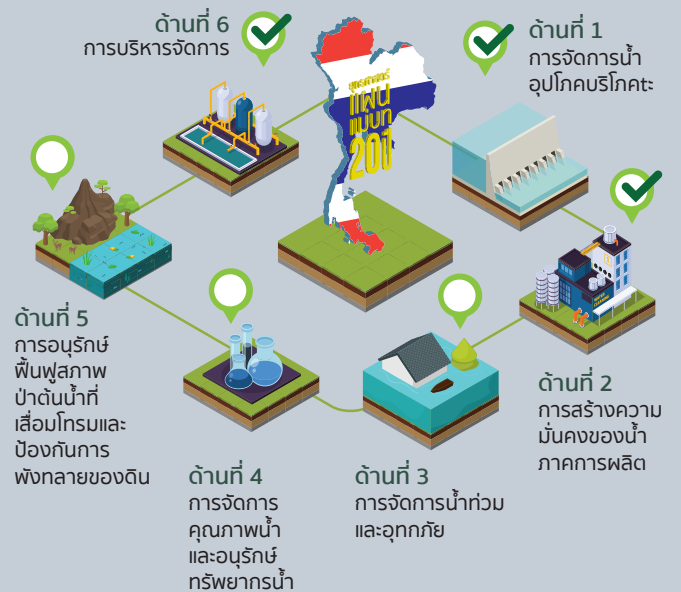 ยุทธศาสตร์
แผน
แม่บท
20ปี
ด้านที่ 1
การจัดการน้ำ
อุปโภคบริโภคtะ
ด้านที่ 2
การสร้างความ
มั่นคงของน้ำ
ภาคการผลิต
ด้านที่ 3
การจัดการน้ำท่วม
และอุทกภัย
ด้านที่ 4
การจัดการ
คุณภาพน้ำ
และอนุรักษ์
ทรัพยากรน้ำ
ด้านที่ 5
การอนุรักษ์
ฟื้นฟูสภาพ
ป่าต้นน้ำที่
เสื่อมโทรมและ
ป้องกันการ
พังทลายของดิน
ด้านที่ 6
การบริหารจัดการ